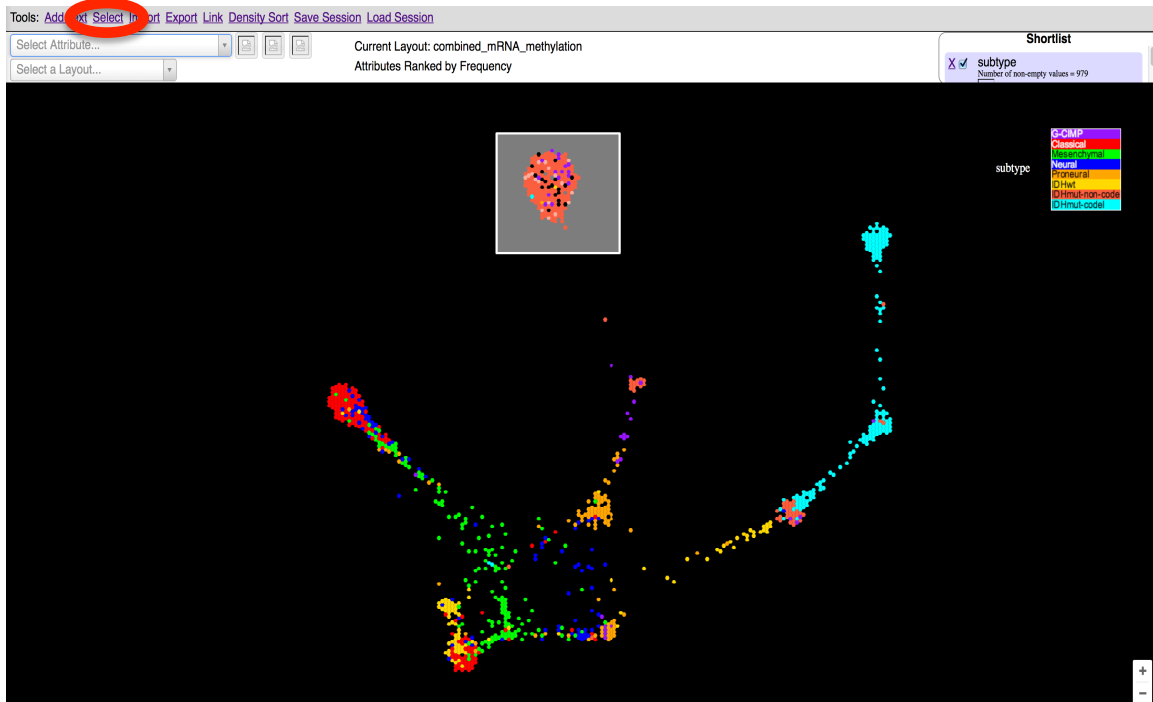 Tools: Add Text Select Import Export Link Density Sort Save Session Load Session
Select Attribute...
Current Layout: combined_mRNA_methylation
Shortlist
Select a Layout...
Attributes Ranked by Frequency
X subtype
Number of non-empty values = 979
subtype
G-CIMP
Classical
Mesenchymal
Neural
Proneural
IDHwt
IDHmut-non-code
IDHmut-codel
+
−